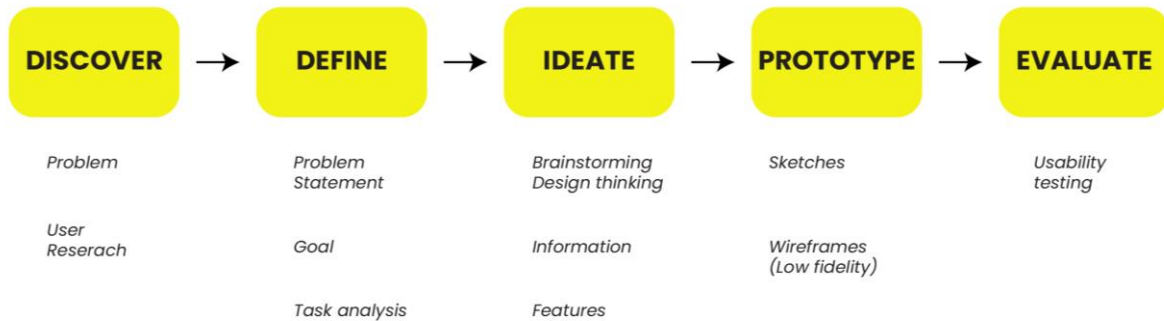 DISCOVER
DEFINE
IDEATE
PROTOTYPE
EVALUATE
Problem
User
Reserach
Problem
Statement
Goal
Task analysis
Brainstorming
Design thinking
Information
Features
Sketches
Wireframes
(Low fidelity)
Usability
testing